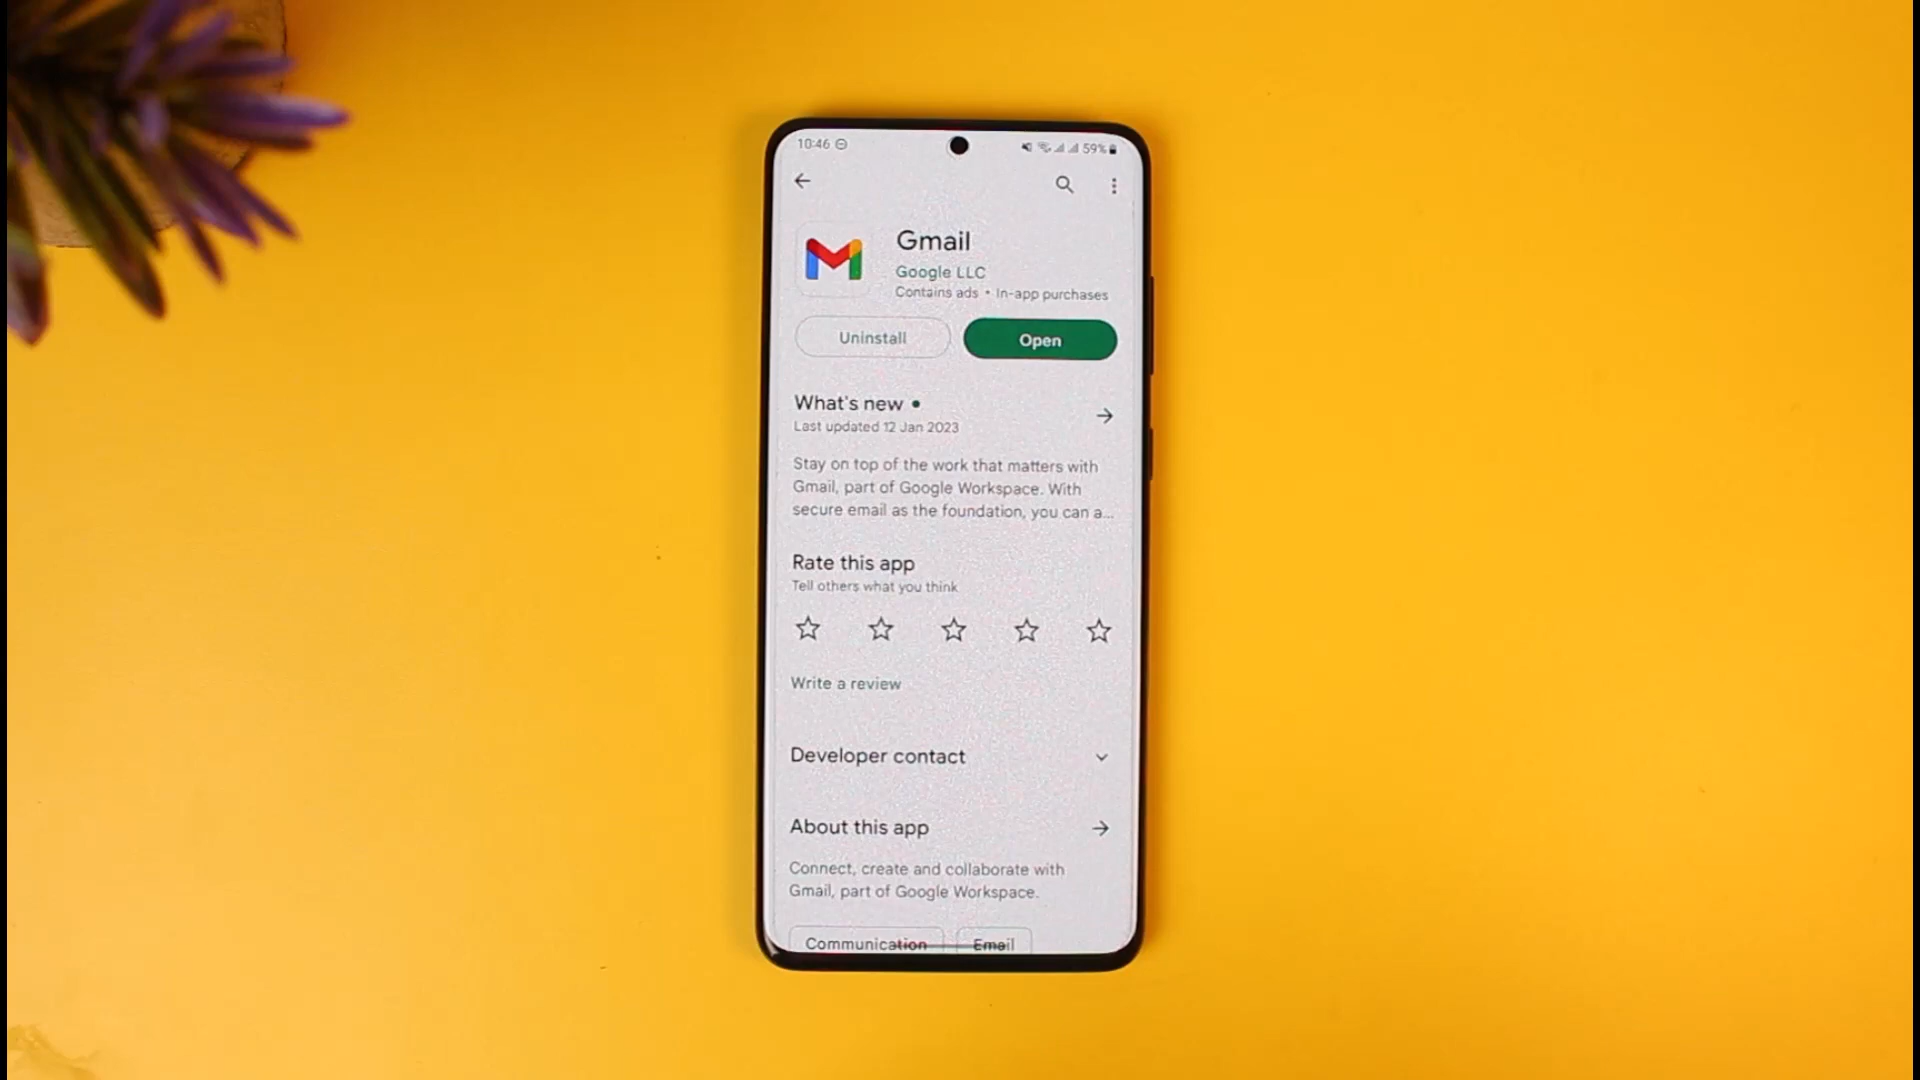 10:46
59%
Gmail
Google LLC
Contains ads • In-app purchases
Uninstall
Open
What's new •
Last updated 12 Jan 2023
Stay on top of the work that matters with
Gmail, part of Google Workspace. With
secure email as the foundation, you can a...
Rate this app
Tell others what you think
Write a review
Developer contact
About this app
Connect, create and collaborate with
Gmail, part of Google Workspace.
Communication
Email